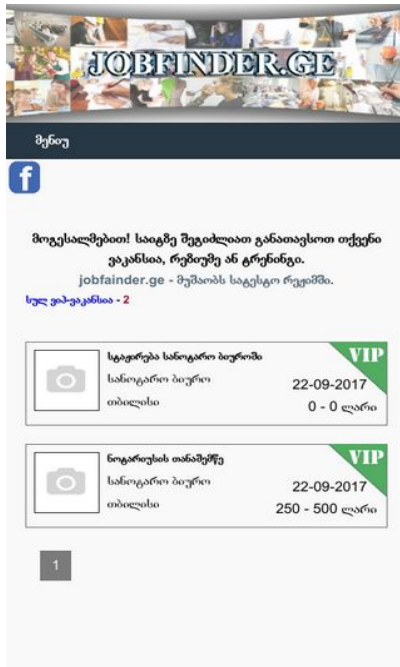 JOBFINDER.GE
მენიუ
f
მოგესალმებით! საიტზე შეგიძლიათ განათავსოთ თქვენი
ვაკანსია, რეზიუმე ან ტრენინგი.
jobfainder.ge - მუშაობს სატესტო რეჟიმში.
სულ ვიპ-ვაკანსია - 2
სტაჟირება სანოტარო ბიუროში
VIP
სანოტარო ბიურო
22-09-2017
თბილისი
0 - 0 ლარი
ნოტარიუსის თანაშემწე
VIP
სანოტარო ბიურო
22-09-2017
თბილისი
250 - 500 ლარი
1